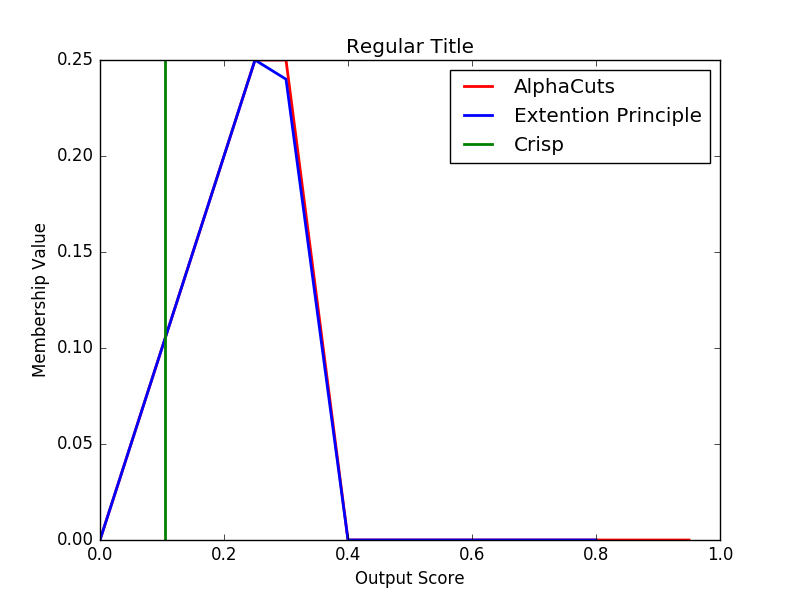 Regular Title
AlphaCuts
Extention Principle
Crisp
0.25
0.20
0.15
0.10
0.05
0.00
Membership Value
0.0 0.2 0.4 0.6 0.8 1.0
Output Score